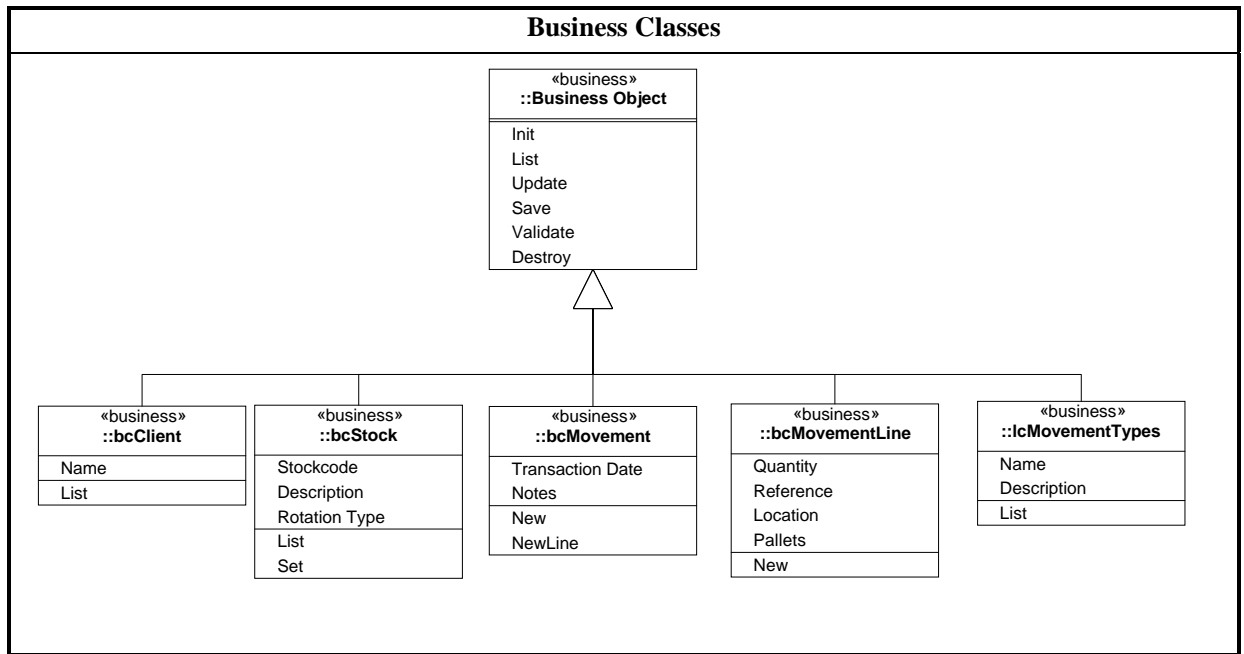 Business Classes
«business»
::Business Object
Init
List
Update
Save
Validate
Destroy
«business»
::bcClient
Name
List
«business»
::bcStock
Stockcode
Description
Rotation Type
List
Set
«business»
::bcMovement
Transaction Date
Notes
New
NewLine
«business»
::bcMovementLine
Quantity
Reference
Location
Pallets
New
«business»
::lcMovementTypes
Name
Description
List